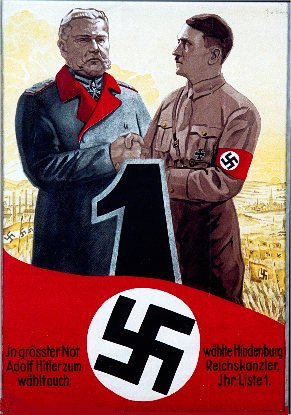 1
In grösster Not wählte Hindenburg
Adolf Hitler zum Reichskanzler.
wählt auch Ihr Liste 1.